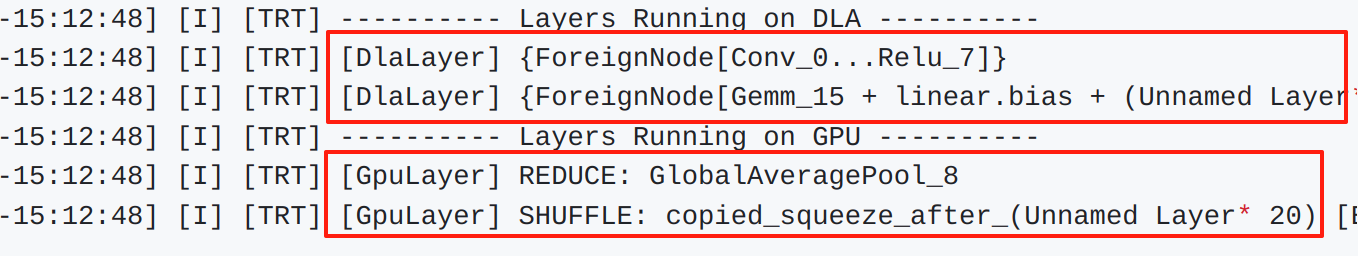 -15:12:48] [I] [TRT] ---------- Layers Running on DLA ----------
-15:12:48] [I] [TRT] [DlaLayer] {ForeignNode[Conv_0...Relu_7]}
-15:12:48] [I] [TRT] [DlaLayer] {ForeignNode[Gemm_15 + linear.bias + (Unnamed Layer*
-15:12:48] [I] [TRT] ---------- Layers Running on GPU ----------
-15:12:48] [I] [TRT] [GpuLayer] REDUCE: GlobalAveragePool_8
-15:12:48] [I] [TRT] [GpuLayer] SHUFFLE: copied_squeeze_after_(Unnamed Layer* 20) [